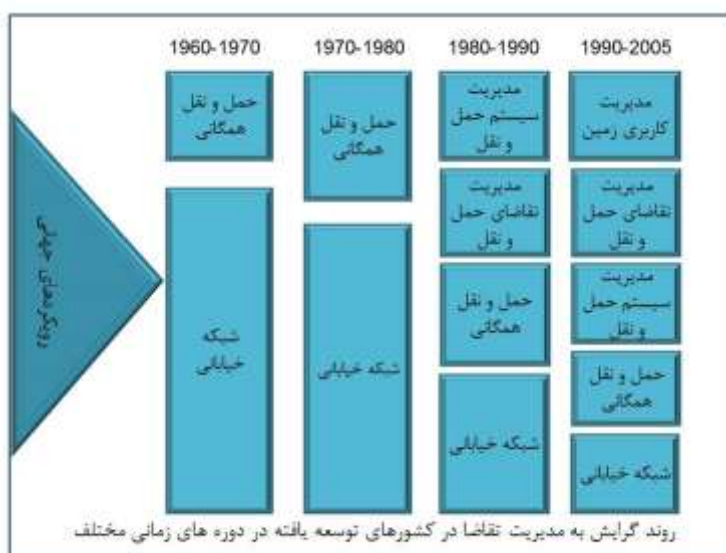 1960-1970
1970-1980
1980-1990
1990-2005
رویکردهای جهانی
حمل و نقل
همگانی
شبکه
خیابانی
حمل و نقل
همگانی
شبکه خیابانی
مدیریت
سیستم حمل
و نقل
مدیریت
تقاضای حمل
و نقل
حمل و نقل
همگانی
شبکه خیابانی
مدیریت
کاربری زمین
مدیریت
تقاضای حمل
و نقل
مدیریت
سیستم حمل
و نقل
حمل و نقل
همگانی
شبکه خیابانی
روند گرایش به مدیریت تقاضا در کشورهای توسعه یافته در دوره های زمانی مختلف